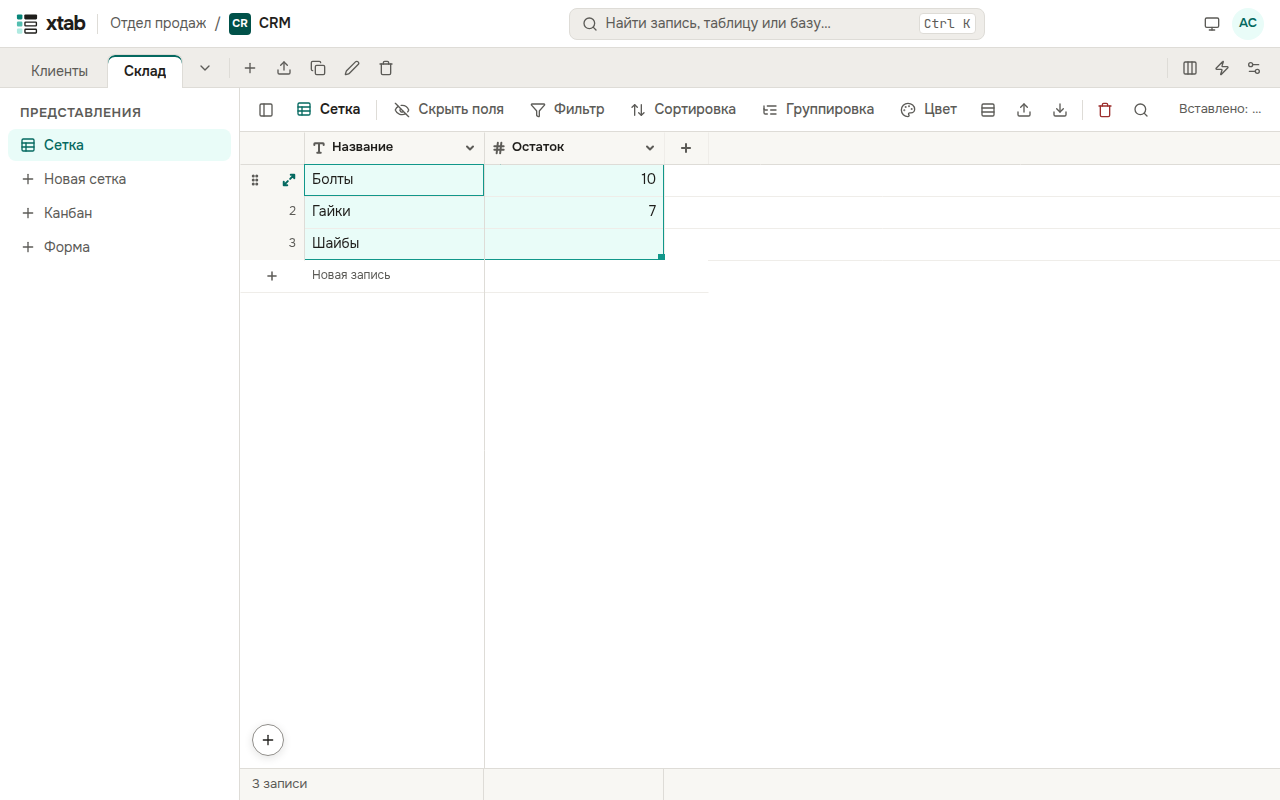 xtab
Отдел продаж / CR CRM
Найти запись, таблицу или базу... Ctrl K
AC
Клиенты
Склад
ПРЕДСТАВЛЕНИЯ
Сетка
Новая сетка
Канбан
Форма
Сетка
Скрыть поля
Фильтр
Сортировка
Группировка
Цвет
Вставлено: ...
Название
Остаток
Болты 10
2 Гайки 7
3 Шайбы
Новая запись
3 записи